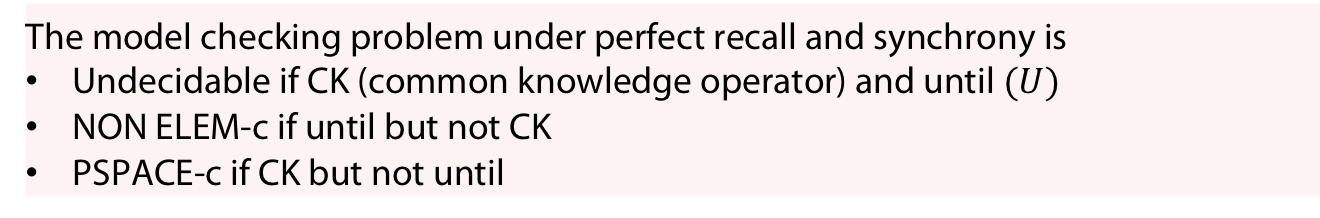 The model checking problem under perfect recall and synchrony is
• Undecidable if CK (common knowledge operator) and until (U)
• NON ELEM-c if until but not CK
• PSPACE-c if CK but not until